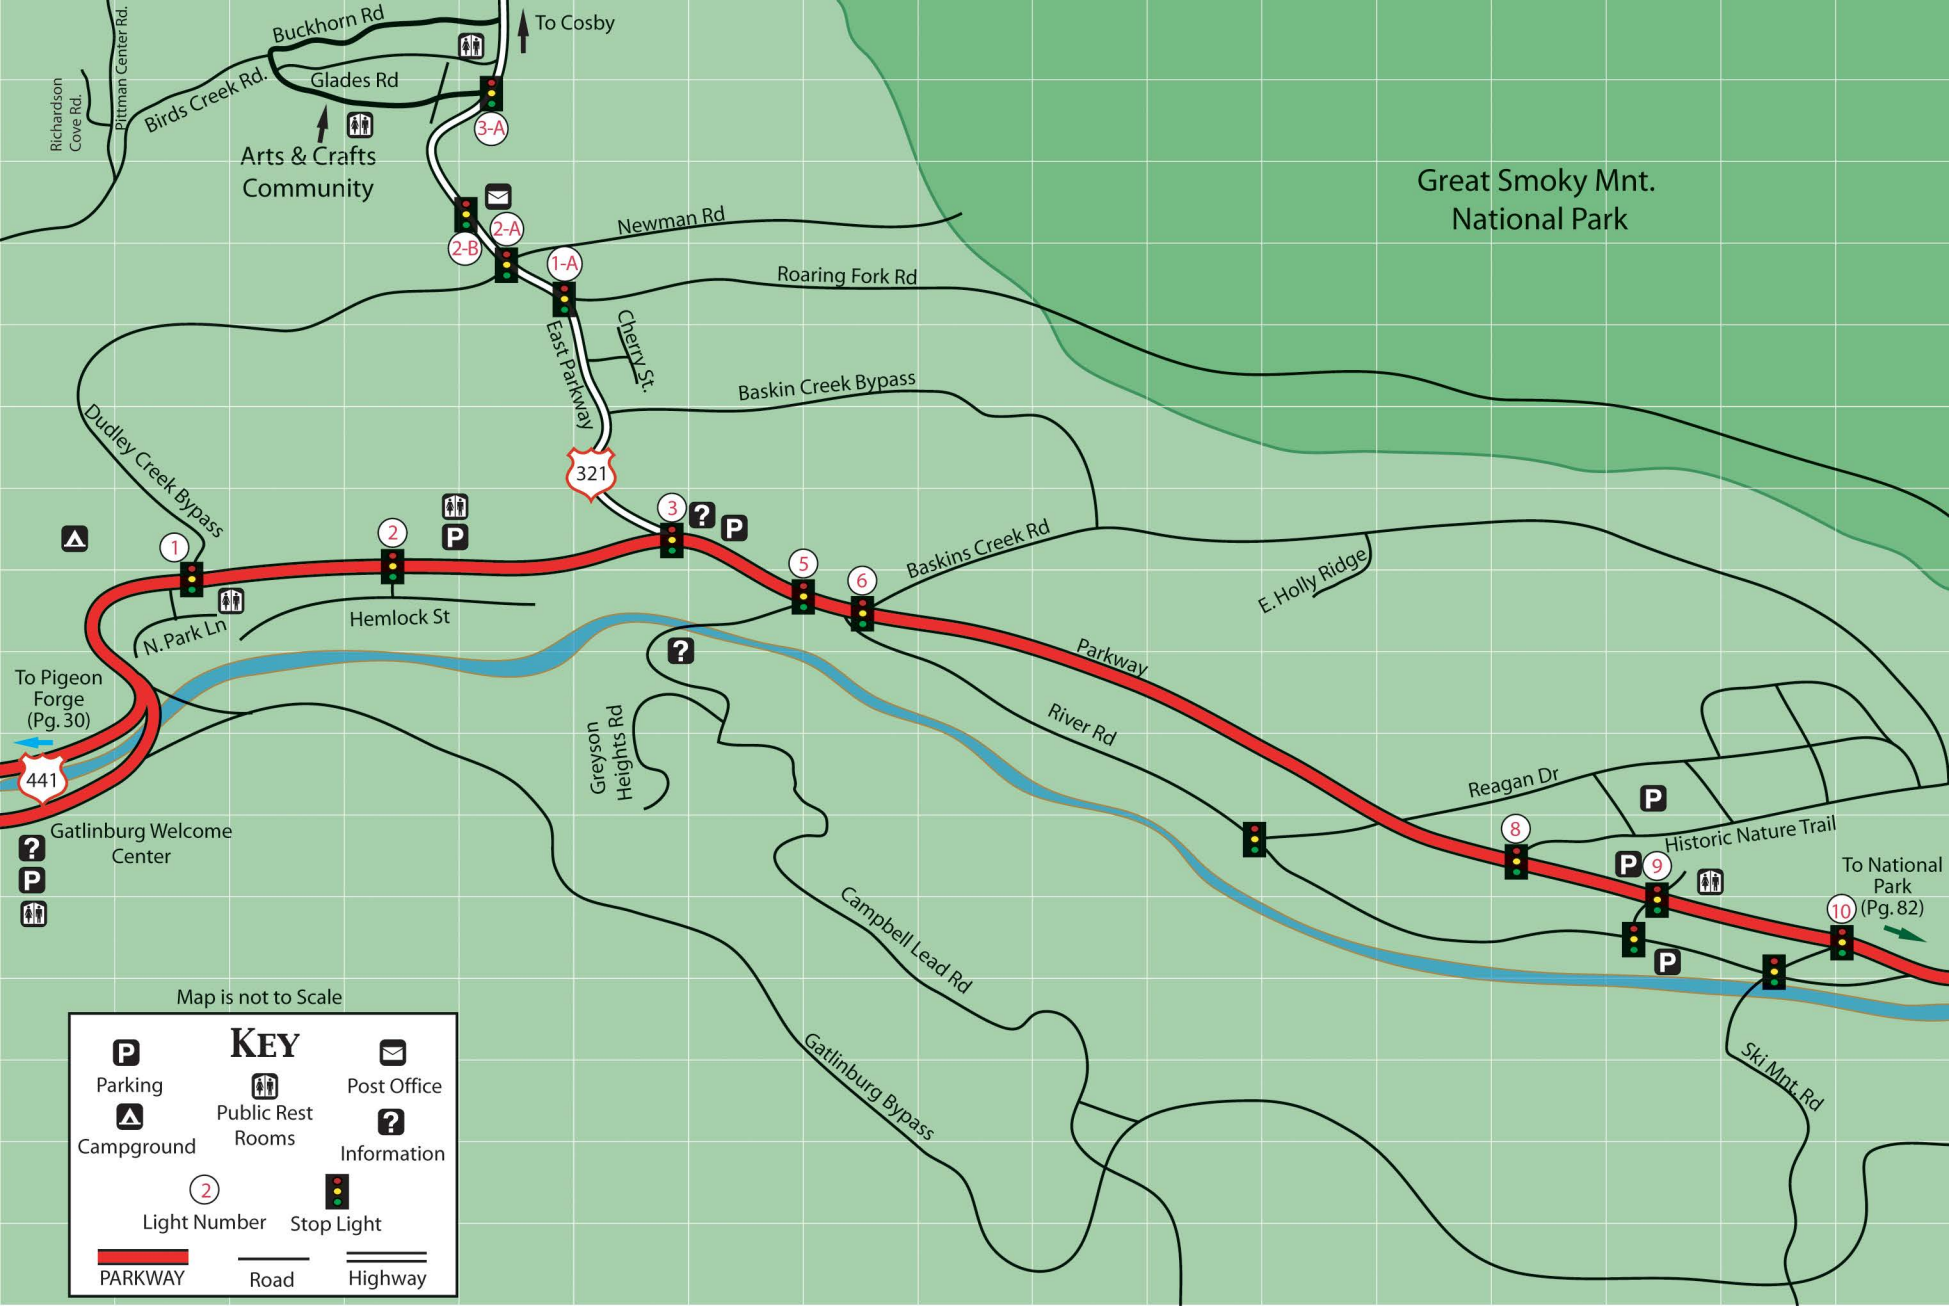 Buckhorn Rd
To Cosby
Pittman Center Rd.
Richardson
Cove Rd.
Birds Creek Rd.
Glades Rd
3-A
Arts & Crafts
Community
Great Smoky Mnt.
National Park
2-A
2-B
Newman Rd
1-A
Roaring Fork Rd
East Parkway
Cherry St.
Baskin Creek Bypass
Dudley Creek Bypass
321
3
?
P
2
P
1
5
6
Baskins Creek Rd
E. Holly Ridge
Hemlock St
N. Park Ln
?
Parkway
To Pigeon
Forge
(Pg. 30)
River Rd
Greyson
Heights Rd
441
Reagan Dr
P
Gatlinburg Welcome
Center
?
P
8
Historic Nature Trail
P
9
To National
Park
(Pg. 82)
10
P
Campbell Lead Rd
Gatlinburg Bypass
Ski Mnt. Rd
Map is not to Scale
KEY
P
Parking
Post Office
Public Rest
Rooms
Campground
?
Information
2
Light Number
Stop Light
PARKWAY
Road
Highway